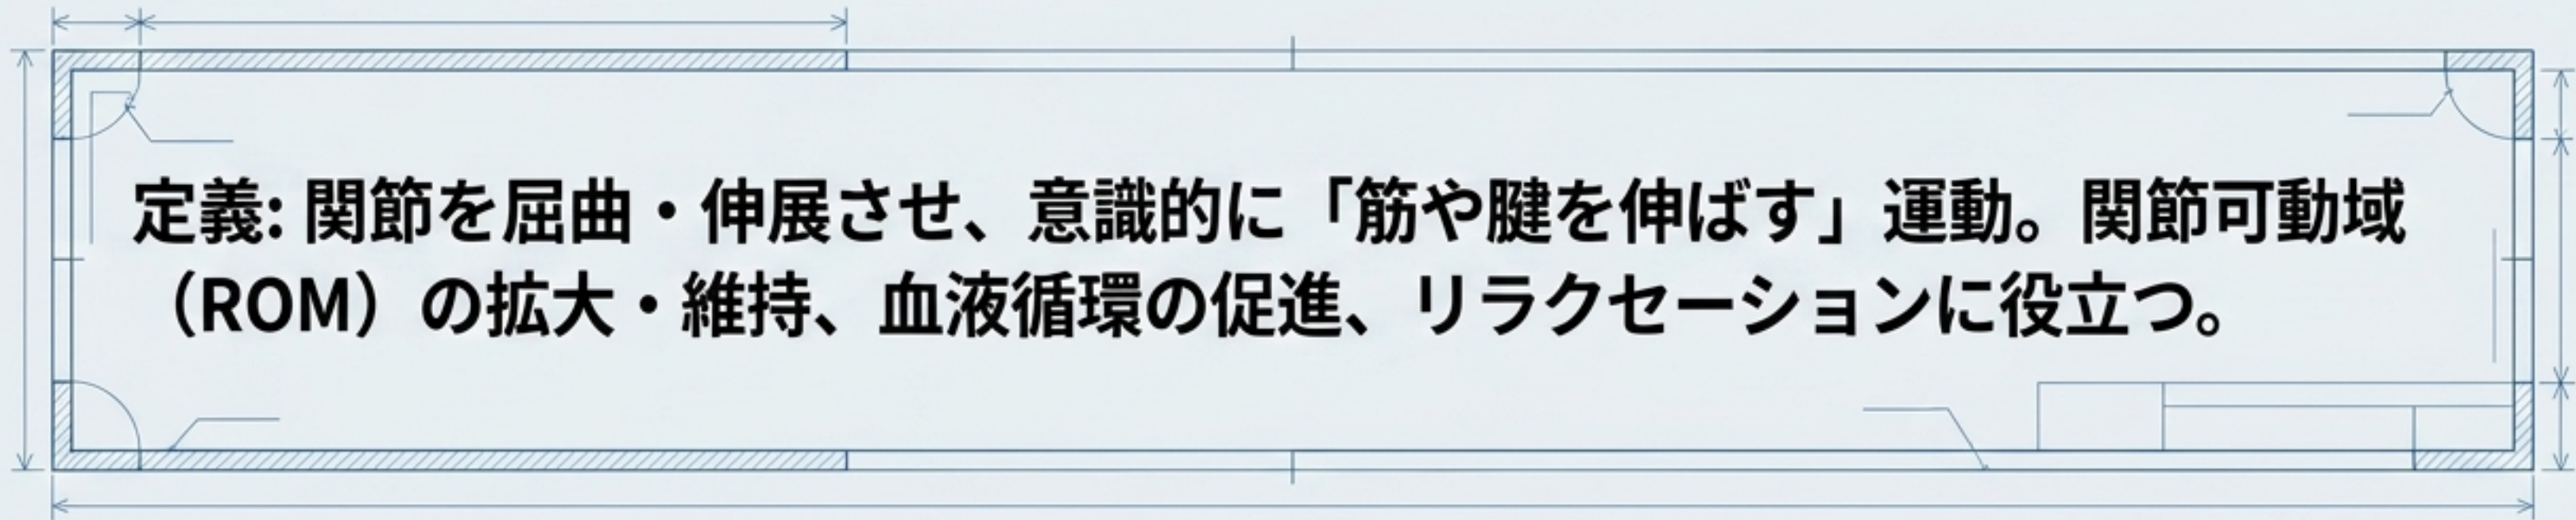 定義: 関節を屈曲・伸展させ、意識的に「筋や腱を伸ばす」運動。関節可動域
（ROM）の拡大・維持、血液循環の促進、リラクセーションに役立つ。